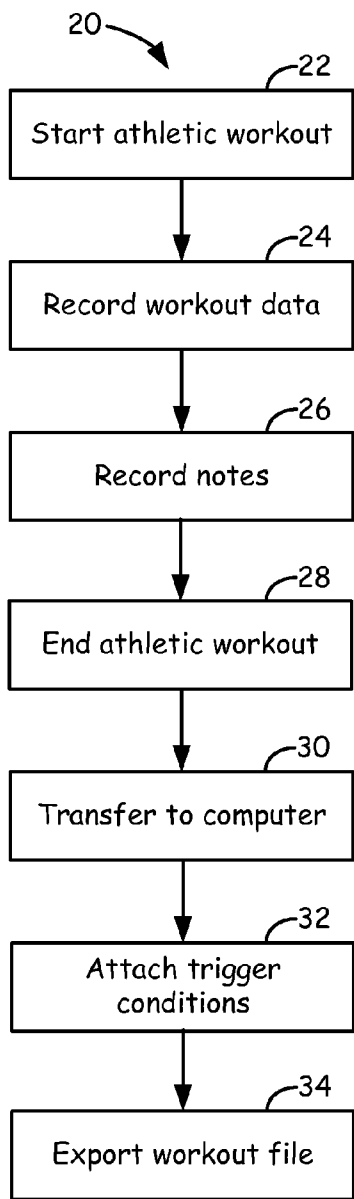 20
22
Start athletic workout
24
Record workout data
26
Record notes
28
End athletic workout
30
Transfer to computer
32
Attach trigger
conditions
34
Export workout file